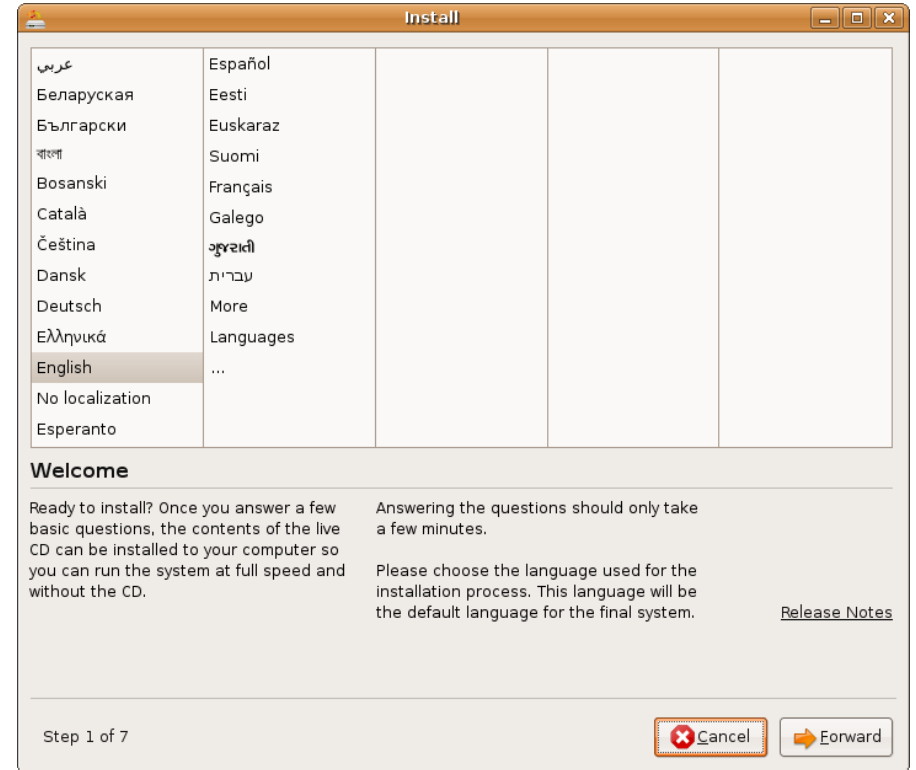 Install
عربي
Беларуская
Български
বাংলা
Bosanski
Català
Čeština
Dansk
Deutsch
Ελληνικά
English
No localization
Esperanto
Español
Eesti
Euskaraz
Suomi
Français
Galego
ગુજરાતી
עברית
More
Languages
...
Welcome
Ready to install? Once you answer a few
basic questions, the contents of the live
CD can be installed to your computer so
you can run the system at full speed and
without the CD.
Answering the questions should only take
a few minutes.
Please choose the language used for the
installation process. This language will be
the default language for the final system.
Release Notes
Step 1 of 7
Cancel
Forward